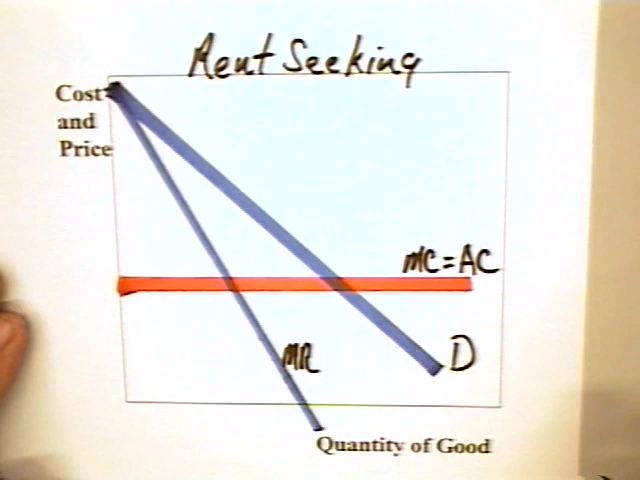 Rent Seeking
Cost
and
Price
MC=AC
MR
D
Quantity of Good